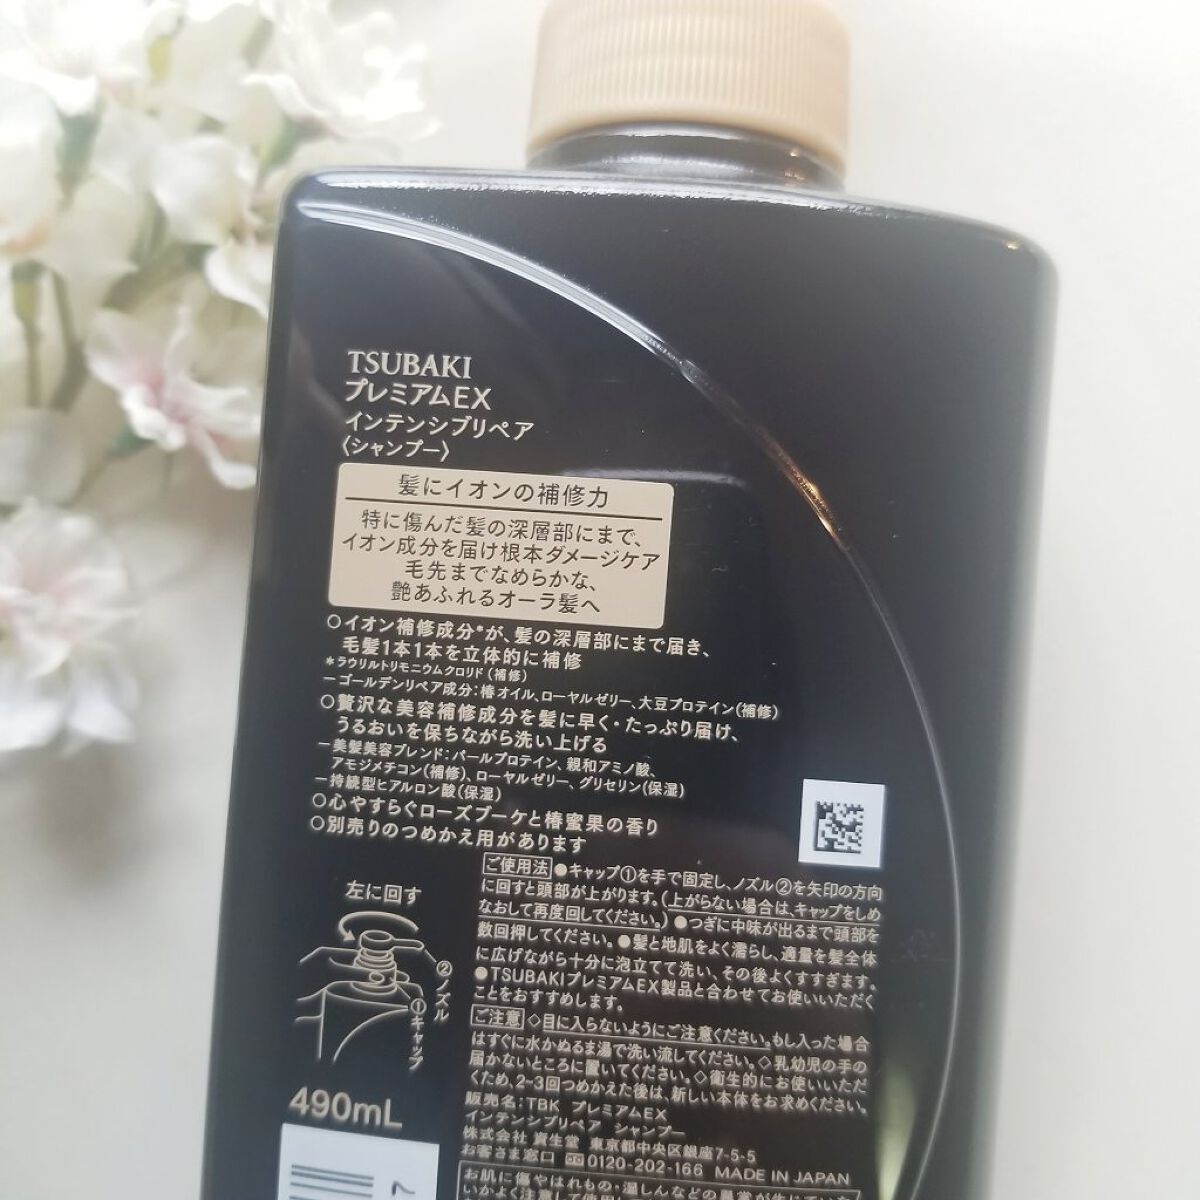 TSUBAKI
プレミアムEX
インテンシブリペア
〈シャンプー〉
髪にイオンの補修力
特に傷んだ髪の深層部にまで、
イオン成分を届け根本ダメージケア
毛先までなめらかな、
艶あふれるオーラ髪へ
○イオン補修成分*が、髪の深層部にまで届き、
毛髪1本1本を立体的に補修
*ラウリルトリモニウムクロリド(補修)
−ゴールデンリペア成分:椿オイル、ローヤルゼリー、大豆プロテイン(補修)
○贅沢な美容補修成分を髪に早く・たっぷり届け、
うるおいを保ちながら洗い上げる
−美髪美容ブレンド:パールプロテイン、親和アミノ酸、
アモジメチコン(補修)、ローヤルゼリー、グリセリン(保湿)
−持続型ヒアルロン酸(保湿)
○心やすらぐローズブーケと椿蜜果の香り
○別売りのつめかえ用があります
左に回す
②ノズル
①キャップ
ご使用法 ●キャップ①を手で固定し、ノズル②を矢印の方向
に回すと頭部が上がります。(上がらない場合は、キャップをしめ
なおして再度回してください。)●つぎに中味が出るまで頭部を
数回押してください。●髪と地肌をよく濡らし、適量を髪全体
に広げながら十分に泡立てて洗い、その後よくすすぎます。
●TSUBAKIプレミアムEX製品と合わせてお使いいただく
ことをおすすめします。
ご注意 ◇目に入らないようにご注意ください。もし入った場合
はすぐに水かぬるま湯で洗い流してください。◇乳幼児の手の
届かないところに置いてください。◇衛生的にお使いいただ
くため、2~3回つめかえた後は、新しい本体をお求めください。
販売名:TBK プレミアムEX
インテンシブリペア シャンプー
株式会社 資生堂 東京都中央区銀座7-5-5
お客さま窓口 0120-202-166 MADE IN JAPAN
490mL
7
お肌に傷やはれもの・湿しんなどの異常が生じていな